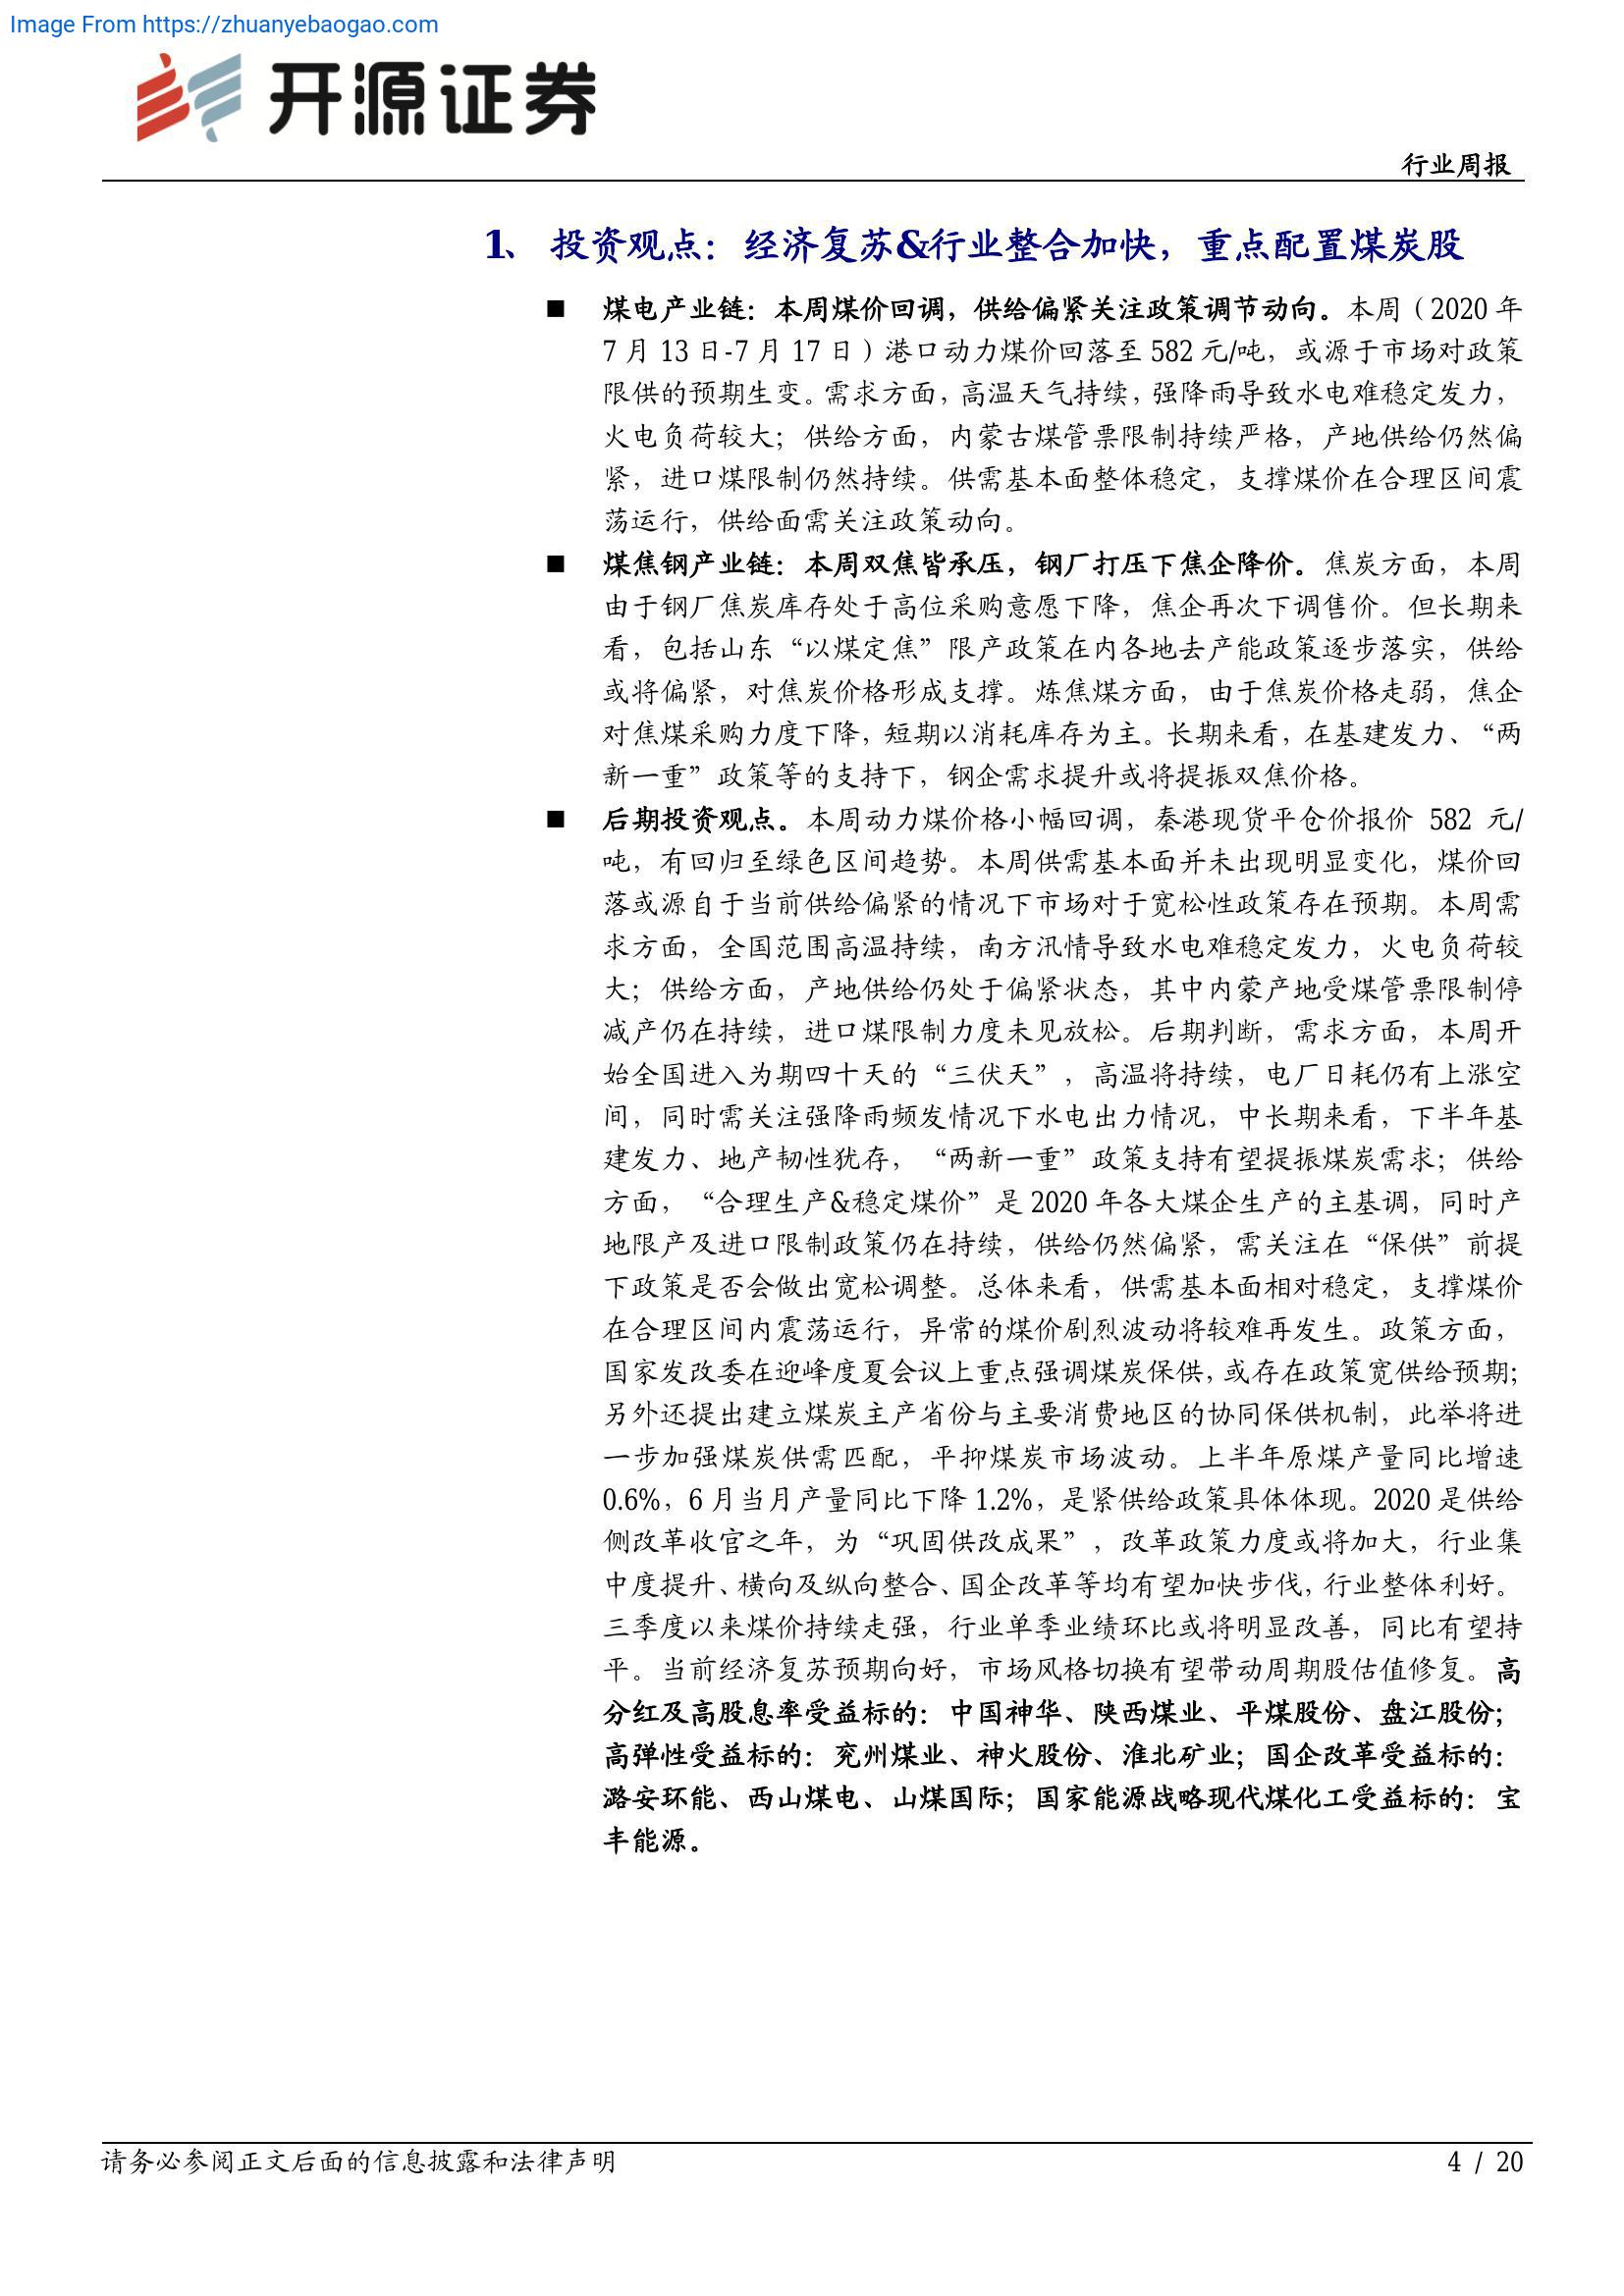 Image From https://zhuanyebaogao.com
开源证券
行业周报
1、 投资观点：经济复苏&行业整合加快，重点配置煤炭股
■ 煤电产业链：本周煤价回调，供给偏紧关注政策调节动向。本周（2020 年
7 月 13 日-7 月 17 日）港口动力煤价回落至 582 元/吨，或源于市场对政策
限供的预期生变。需求方面，高温天气持续，强降雨导致水电难稳定发力，
火电负荷较大；供给方面，内蒙古煤管票限制持续严格，产地供给仍然偏
紧，进口煤限制仍然持续。供需基本面整体稳定，支撑煤价在合理区间震
荡运行，供给面需关注政策动向。
■ 煤焦钢产业链：本周双焦皆承压，钢厂打压下焦企降价。焦炭方面，本周
由于钢厂焦炭库存处于高位采购意愿下降，焦企再次下调售价。但长期来
看，包括山东“以煤定焦”限产政策在内各地去产能政策逐步落实，供给
或将偏紧，对焦炭价格形成支撑。炼焦煤方面，由于焦炭价格走弱，焦企
对焦煤采购力度下降，短期以消耗库存为主。长期来看，在基建发力、“两
新一重”政策等的支持下，钢企需求提升或将提振双焦价格。
■ 后期投资观点。本周动力煤价格小幅回调，秦港现货平仓价报价 582 元/
吨，有回归至绿色区间趋势。本周供需基本面并未出现明显变化，煤价回
落或源自于当前供给偏紧的情况下市场对于宽松性政策存在预期。本周需
求方面，全国范围高温持续，南方汛情导致水电难稳定发力，火电负荷较
大；供给方面，产地供给仍处于偏紧状态，其中内蒙产地受煤管票限制停
减产仍在持续，进口煤限制力度未见放松。后期判断，需求方面，本周开
始全国进入为期四十天的“三伏天”，高温将持续，电厂日耗仍有上涨空
间，同时需关注强降雨频发情况下水电出力情况，中长期来看，下半年基
建发力、地产韧性犹存，“两新一重”政策支持有望提振煤炭需求；供给
方面，“合理生产&稳定煤价”是 2020 年各大煤企生产的主基调，同时产
地限产及进口限制政策仍在持续，供给仍然偏紧，需关注在“保供”前提
下政策是否会做出宽松调整。总体来看，供需基本面相对稳定，支撑煤价
在合理区间内震荡运行，异常的煤价剧烈波动将较难再发生。政策方面，
国家发改委在迎峰度夏会议上重点强调煤炭保供，或存在政策宽供给预期；
另外还提出建立煤炭主产省份与主要消费地区的协同保供机制，此举将进
一步加强煤炭供需匹配，平抑煤炭市场波动。上半年原煤产量同比增速
0.6%，6 月当月产量同比下降 1.2%，是紧供给政策具体体现。2020 是供给
侧改革收官之年，为“巩固供改成果”，改革政策力度或将加大，行业集
中度提升、横向及纵向整合、国企改革等均有望加快步伐，行业整体利好。
三季度以来煤价持续走强，行业单季业绩环比或将明显改善，同比有望持
平。当前经济复苏预期向好，市场风格切换有望带动周期股估值修复。高
分红及高股息率受益标的：中国神华、陕西煤业、平煤股份、盘江股份；
高弹性受益标的：兖州煤业、神火股份、淮北矿业；国企改革受益标的：
潞安环能、西山煤电、山煤国际；国家能源战略现代煤化工受益标的：宝
丰能源。
请务必参阅正文后面的信息披露和法律声明
4 / 20